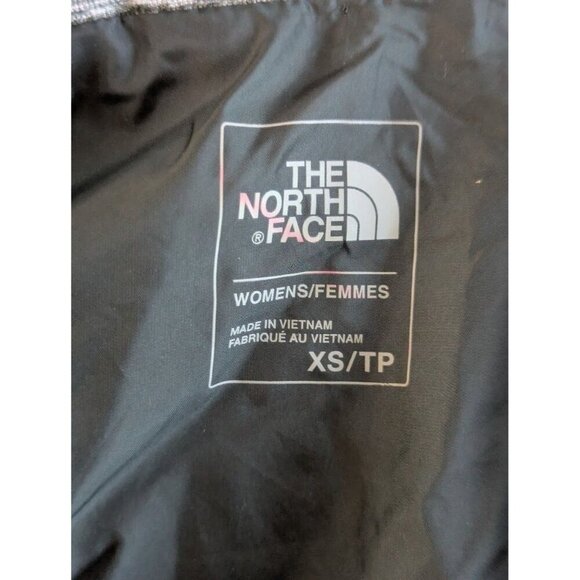 THE
NORTH
® FACE
WOMENS/FEMMES
MADE IN VIETNAM
FABRIQUÉ AU VIETNAM
XS/TP